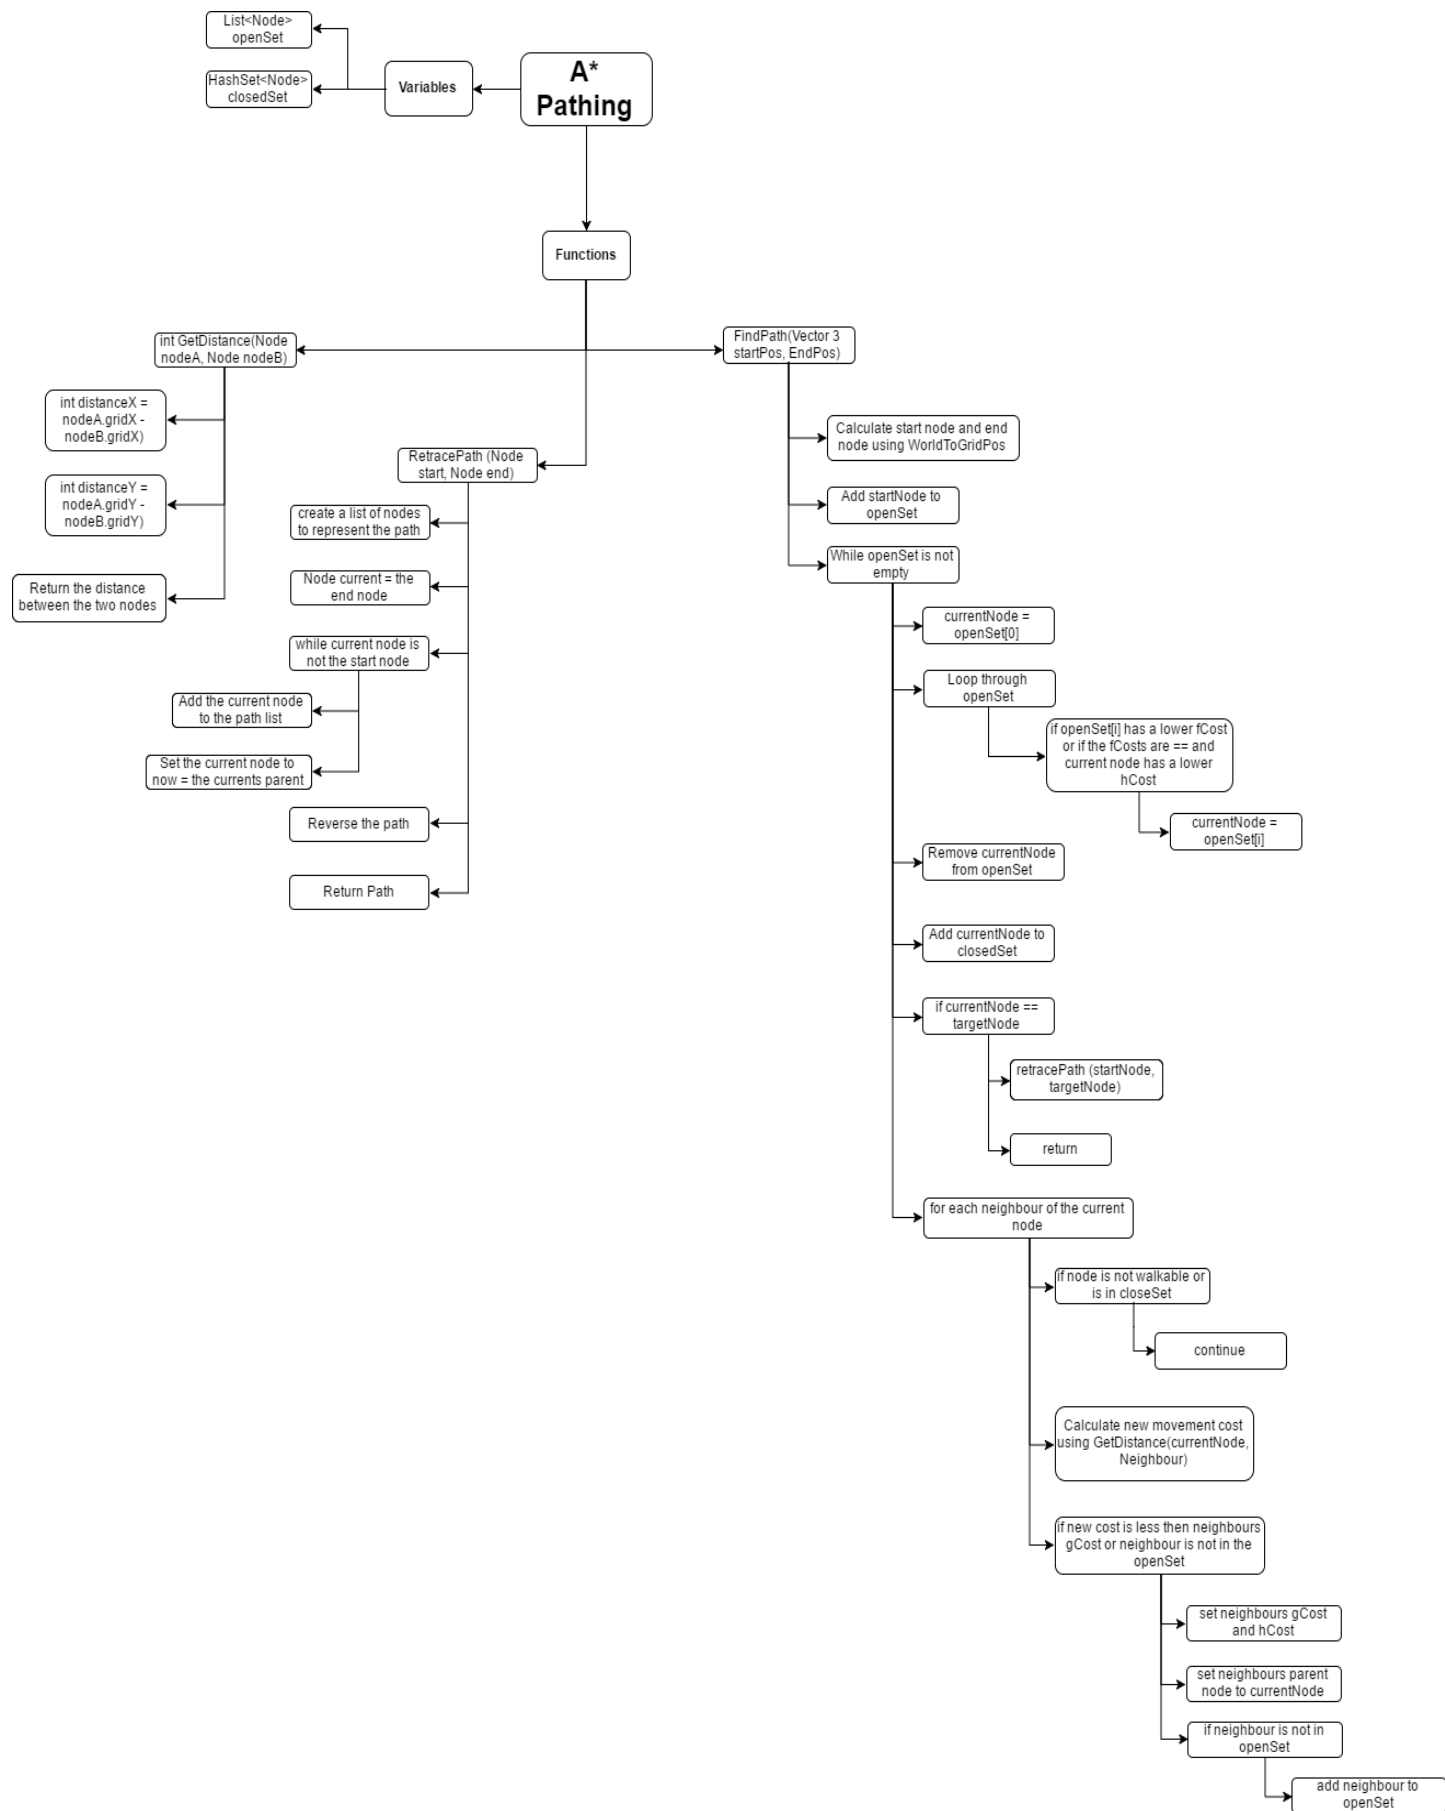 List<Node>
openSet
HashSet<Node>
closedSet
Variables
A*
Pathing
Functions
int GetDistance(Node
nodeA, Node nodeB)
int distanceX =
nodeA.gridX -
nodeB.gridX)
int distanceY =
nodeA.gridY -
nodeB.gridY)
Return the distance
between the two nodes
RetracePath (Node
start, Node end)
create a list of nodes
to represent the path
Node current = the
end node
while current node is
not the start node
Add the current node
to the path list
Set the current node to
now = the currents parent
Reverse the path
Return Path
FindPath(Vector 3
startPos, EndPos)
Calculate start node and end
node using WorldToGridPos
Add startNode to
openSet
While openSet is not
empty
currentNode =
openSet[0]
Loop through
openSet
if openSet[i] has a lower fCost
or if the fCosts are == and
current node has a lower
hCost
currentNode =
openSet[i]
Remove currentNode
from openSet
Add currentNode to
closedSet
if currentNode ==
targetNode
retracePath (startNode,
targetNode)
return
for each neighbour of the current
node
if node is not walkable or
is in closeSet
continue
Calculate new movement cost
using GetDistance(currentNode,
Neighbour)
if new cost is less then neighbours
gCost or neighbour is not in the
openSet
set neighbours gCost
and hCost
set neighbours parent
node to currentNode
if neighbour is not in
openSet
add neighbour to
openSet